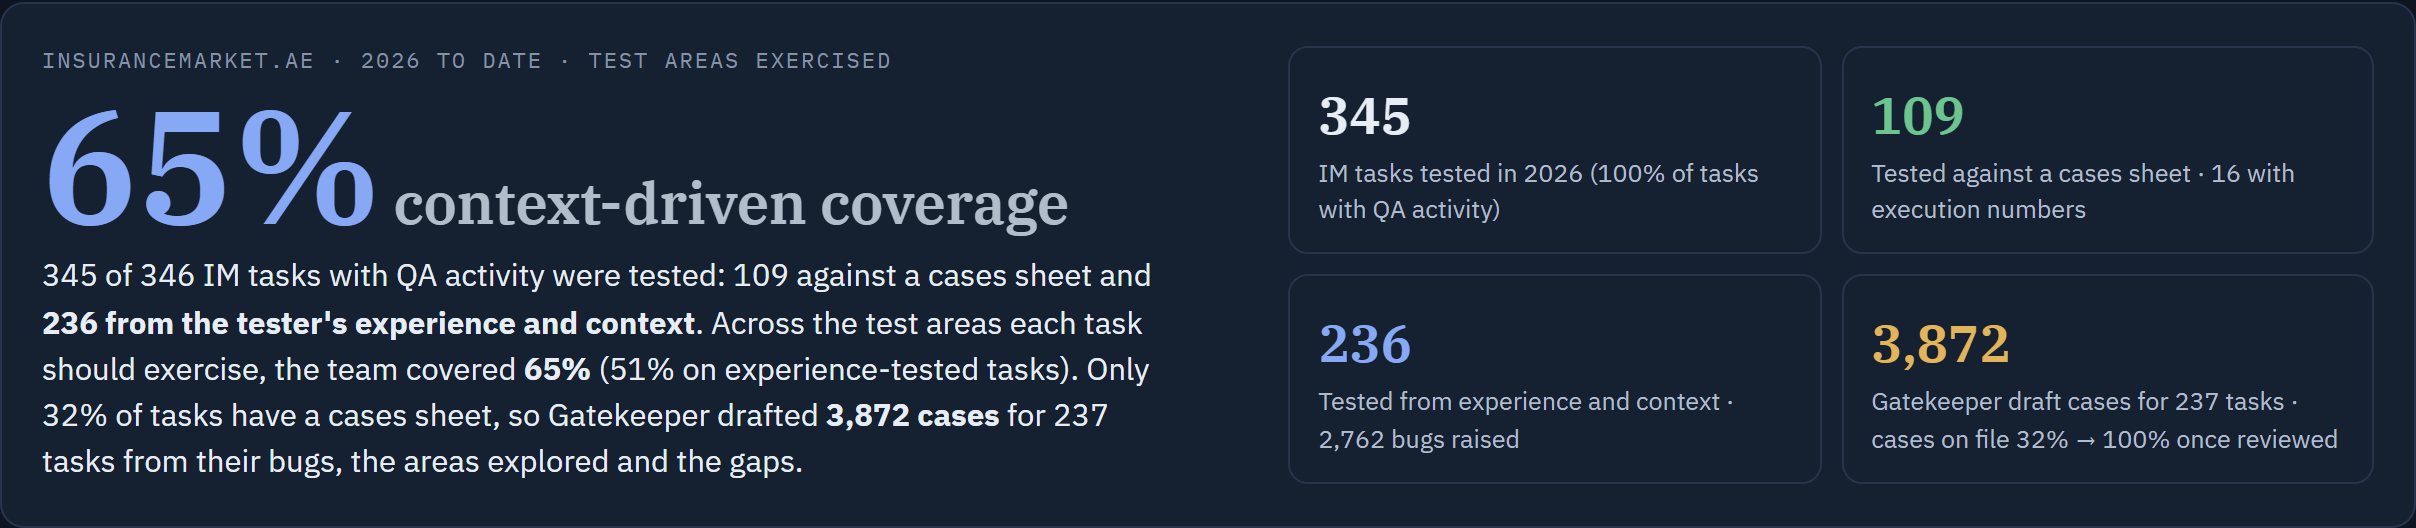 INSURANCEMARKET.AE · 2026 TO DATE · TEST AREAS EXERCISED
65% context-driven coverage
345 of 346 IM tasks with QA activity were tested: 109 against a cases sheet and
236 from the tester's experience and context. Across the test areas each task
should exercise, the team covered 65% (51% on experience-tested tasks). Only
32% of tasks have a cases sheet, so Gatekeeper drafted 3,872 cases for 237
tasks from their bugs, the areas explored and the gaps.
345
IM tasks tested in 2026 (100% of tasks
with QA activity)
109
Tested against a cases sheet · 16 with
execution numbers
236
Tested from experience and context ·
2,762 bugs raised
3,872
Gatekeeper draft cases for 237 tasks ·
cases on file 32% → 100% once reviewed